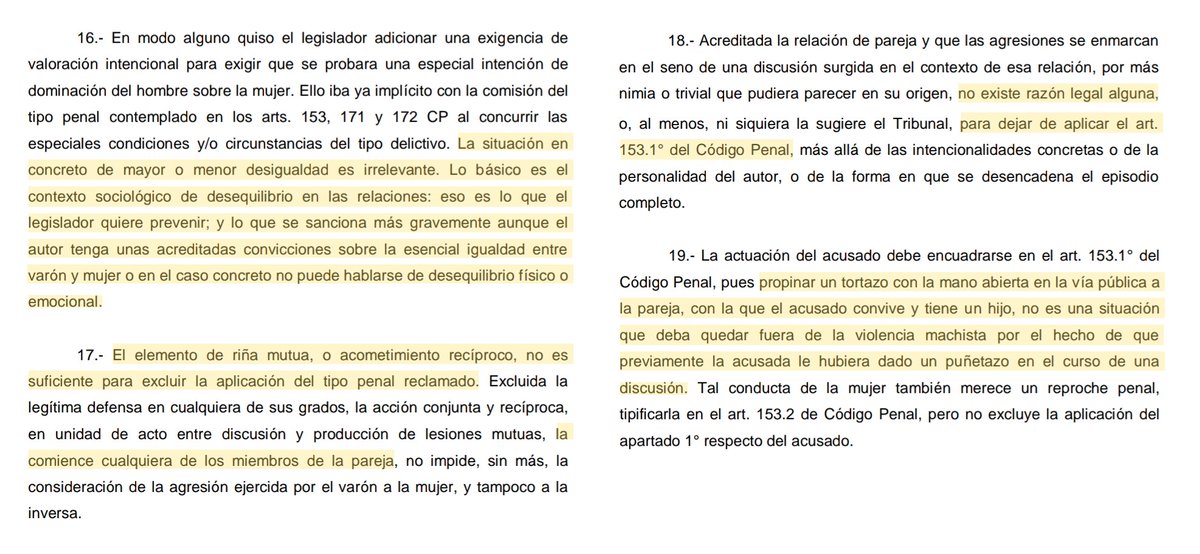 16.- En modo alguno quiso el legislador adicionar una exigencia de
valoración intencional para exigir que se probara una especial intención de
dominación del hombre sobre la mujer. Ello iba ya implícito con la comisión del
tipo penal contemplado en los arts. 153, 171 y 172 CP al concurrir las
especiales condiciones y/o circunstancias del tipo delictivo. La situación en
concreto de mayor o menor desigualdad es irrelevante. Lo básico es el
contexto sociológico de desequilibrio en las relaciones: eso es lo que el
legislador quiere prevenir; y lo que se sanciona más gravemente aunque el
autor tenga unas acreditadas convicciones sobre la esencial igualdad entre
varón y mujer o en el caso concreto no puede hablarse de desequilibrio físico o
emocional.
17.- El elemento de riña mutua, o acometimiento recíproco, no es
suficiente para excluir la aplicación del tipo penal reclamado. Excluida la
legítima defensa en cualquiera de sus grados, la acción conjunta y recíproca,
en unidad de acto entre discusión y producción de lesiones mutuas, la
comience cualquiera de los miembros de la pareja, no impide, sin más, la
consideración de la agresión ejercida por el varón a la mujer, y tampoco a la
inversa.
18.- Acreditada la relación de pareja y que las agresiones se enmarcan
en el seno de una discusión surgida en el contexto de esa relación, por más
nimia o trivial que pudiera parecer en su origen, no existe razón legal alguna,
o, al menos, ni siquiera la sugiere el Tribunal, para dejar de aplicar el art.
153.1° del Código Penal, más allá de las intencionalidades concretas o de la
personalidad del autor, o de la forma en que se desencadena el episodio
completo.
19.- La actuación del acusado debe encuadrarse en el art. 153.1° del
Código Penal, pues propinar un tortazo con la mano abierta en la vía pública a
la pareja, con la que el acusado convive y tiene un hijo, no es una situación
que deba quedar fuera de la violencia machista por el hecho de que
previamente la acusada le hubiera dado un puñetazo en el curso de una
discusión. Tal conducta de la mujer también merece un reproche penal,
tipificarla en el art. 153.2 de Código Penal, pero no excluye la aplicación del
apartado 1° respecto del acusado.